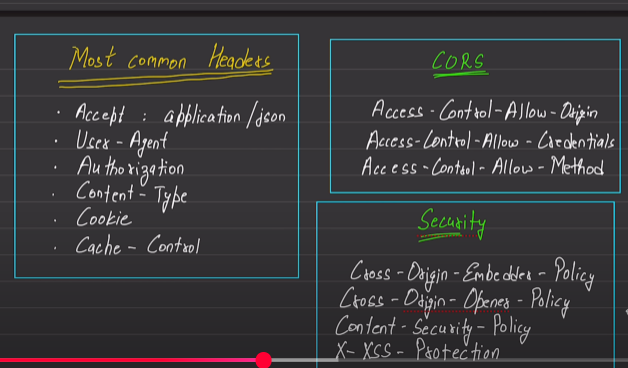 Most common Headers
· Accept : application/json
· User-Agent
· Authorization
· Content-Type
· Cookie
· Cache-Control
CORS
Access-Control-Allow-Origin
Access-Control-Allow-Credentials
Access-Control-Allow-Method
Security
Cross-Origin-Embedder-Policy
Cross-Origin-Opener-Policy
Content-Security-Policy
X-XSS-Protection